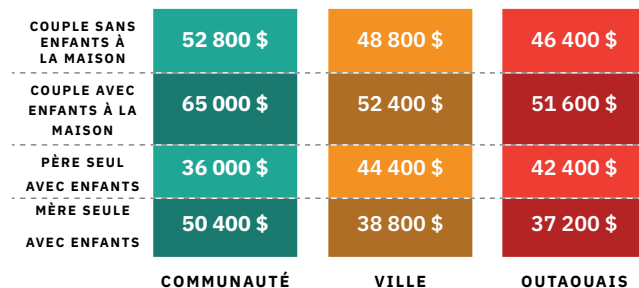 COUPLE SANS
ENFANTS À
LA MAISON
52 800 $
48 800 $
46 400 $
COUPLE AVEC
ENFANTS À LA
MAISON
65 000 $
52 400 $
51 600 $
PÈRE SEUL
AVEC ENFANTS
36 000 $
44 400 $
42 400 $
MÈRE SEULE
AVEC ENFANTS
50 400 $
38 800 $
37 200 $
COMMUNAUTÉ
VILLE
OUTAOUAIS